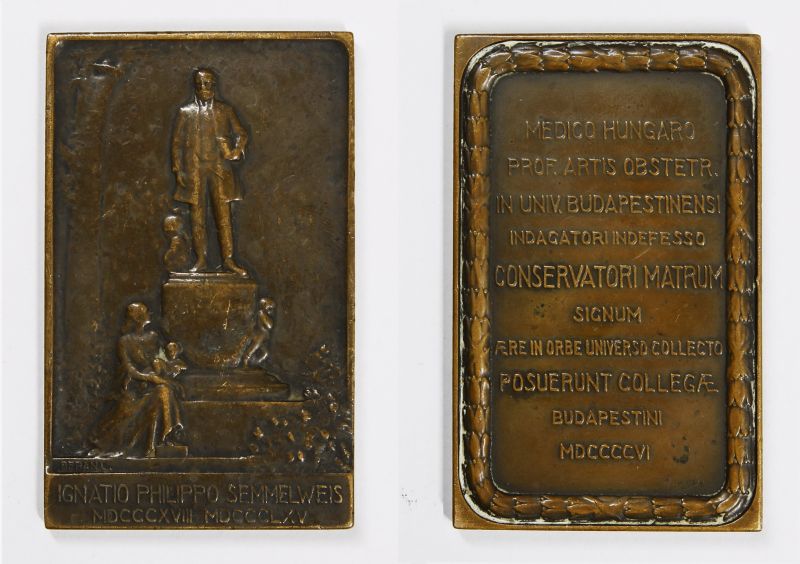 IGNATIO PHILIPPO SEMMELWEIS
MDCCCXVIII MDCCCLXV
MEDICO HUNGARO
PROF. ARTIS OBSTETR.
IN UNIV. BUDAPESTINENSI
INDAGATORI INDEFESSO
CONSERVATORI MATRUM
SIGNUM
ÆRE IN ORBE UNIVERSO COLLECTO
POSUERUNT COLLEGÆ
BUDAPESTINI
MDCCCCVI